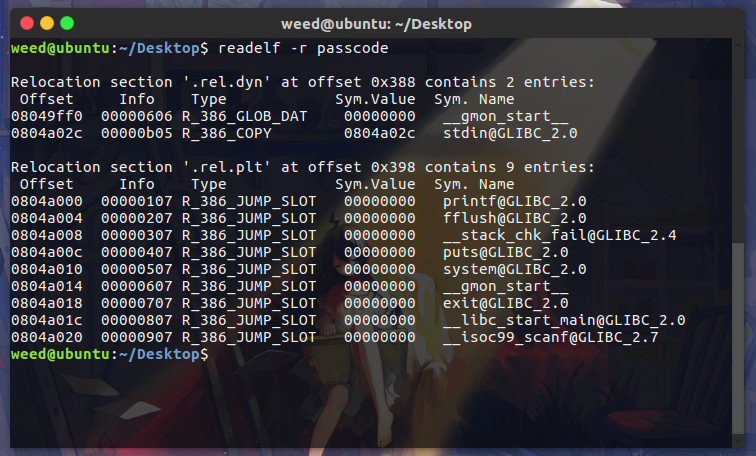 weed@ubuntu: ~/Desktop
weed@ubuntu:~/Desktop$ readelf -r passcode
Relocation section '.rel.dyn' at offset 0x388 contains 2 entries:
Offset Info Type Sym.Value Sym. Name
08049ff0 00000606 R_386_GLOB_DAT 00000000 __gmon_start__
0804a02c 00000b05 R_386_COPY 0804a02c stdin@GLIBC_2.0
Relocation section '.rel.plt' at offset 0x398 contains 9 entries:
Offset Info Type Sym.Value Sym. Name
0804a000 00000107 R_386_JUMP_SLOT 00000000 printf@GLIBC_2.0
0804a004 00000207 R_386_JUMP_SLOT 00000000 fflush@GLIBC_2.0
0804a008 00000307 R_386_JUMP_SLOT 00000000 __stack_chk_fail@GLIBC_2.4
0804a00c 00000407 R_386_JUMP_SLOT 00000000 puts@GLIBC_2.0
0804a010 00000507 R_386_JUMP_SLOT 00000000 system@GLIBC_2.0
0804a014 00000607 R_386_JUMP_SLOT 00000000 __gmon_start__
0804a018 00000707 R_386_JUMP_SLOT 00000000 exit@GLIBC_2.0
0804a01c 00000807 R_386_JUMP_SLOT 00000000 __libc_start_main@GLIBC_2.0
0804a020 00000907 R_386_JUMP_SLOT 00000000 __isoc99_scanf@GLIBC_2.7
weed@ubuntu:~/Desktop$